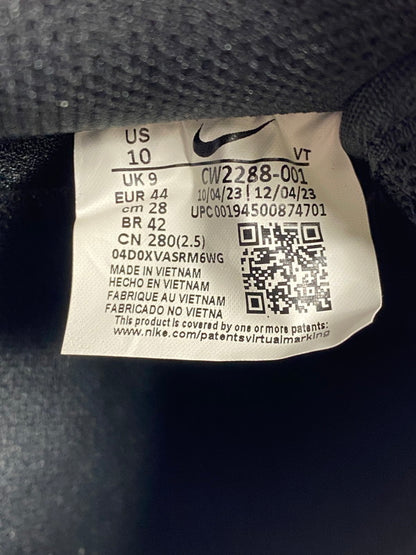 US
10
VT
UK 9
CW2288-001
EUR 44
10/04/23 | 12/04/23
cm 28
UPC00194500874701
BR 42
CN 280(2.5)
04D0XVASRM6WG
MADE IN VIETNAM
HECHO EN VIETNAM
FABRIQUE AU VIETNAM
FABRICADO NO VIETNA
This product is covered by one or more patents:
www.nike.com/patentsvirtualmarking